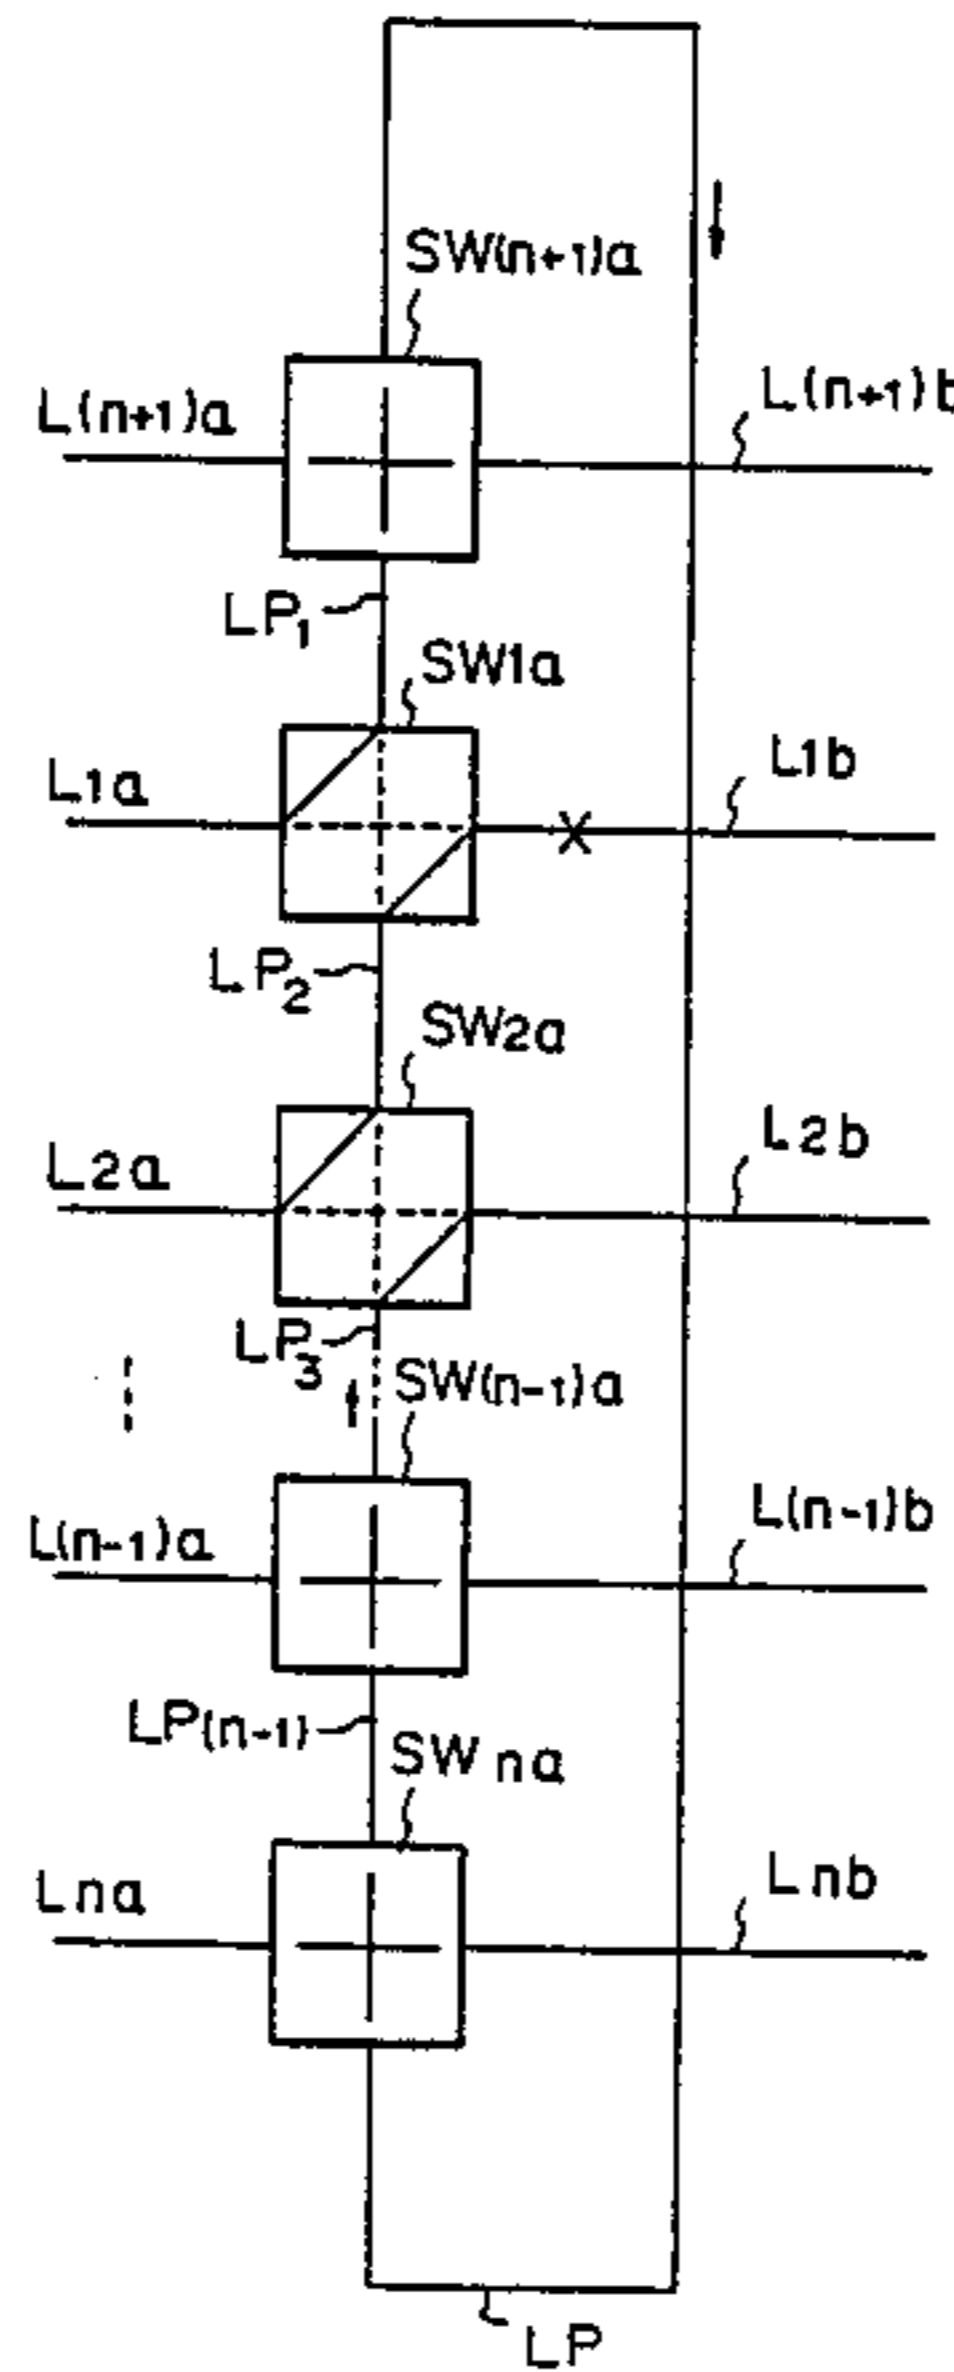 SW(n+1)a
L(n+1)a
L(n+1)b
LP1
SW1a
L1a
L1b
X
LP2
SW2a
L2a
L2b
LP3
SW(n-1)a
L(n-1)a
L(n-1)b
LP(n-1)
SWna
Lna
Lnb
LP